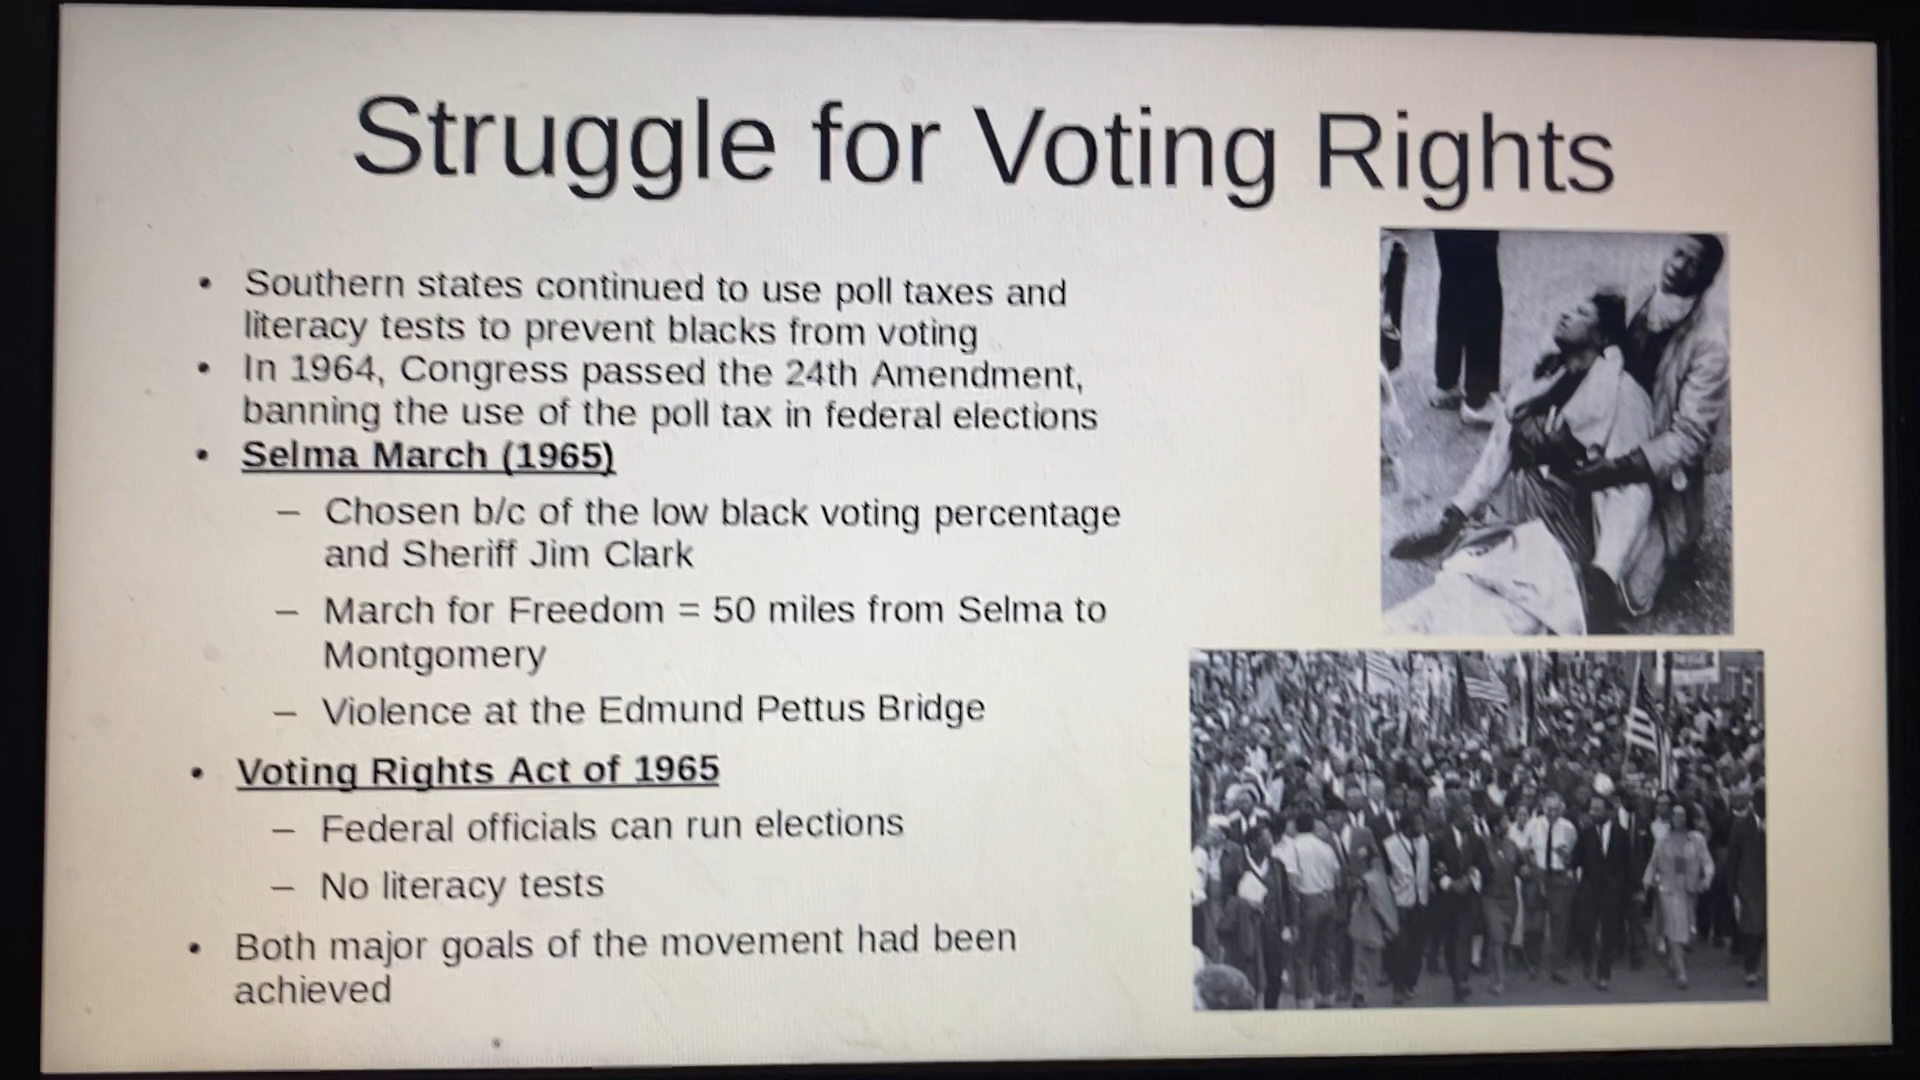 Struggle for Voting Rights
• Southern states continued to use poll taxes and
literacy tests to prevent blacks from voting
• In 1964, Congress passed the 24th Amendment,
banning the use of the poll tax in federal elections
• Selma March (1965)
– Chosen b/c of the low black voting percentage
and Sheriff Jim Clark
– March for Freedom = 50 miles from Selma to
Montgomery
– Violence at the Edmund Pettus Bridge
• Voting Rights Act of 1965
– Federal officials can run elections
– No literacy tests
• Both major goals of the movement had been
achieved